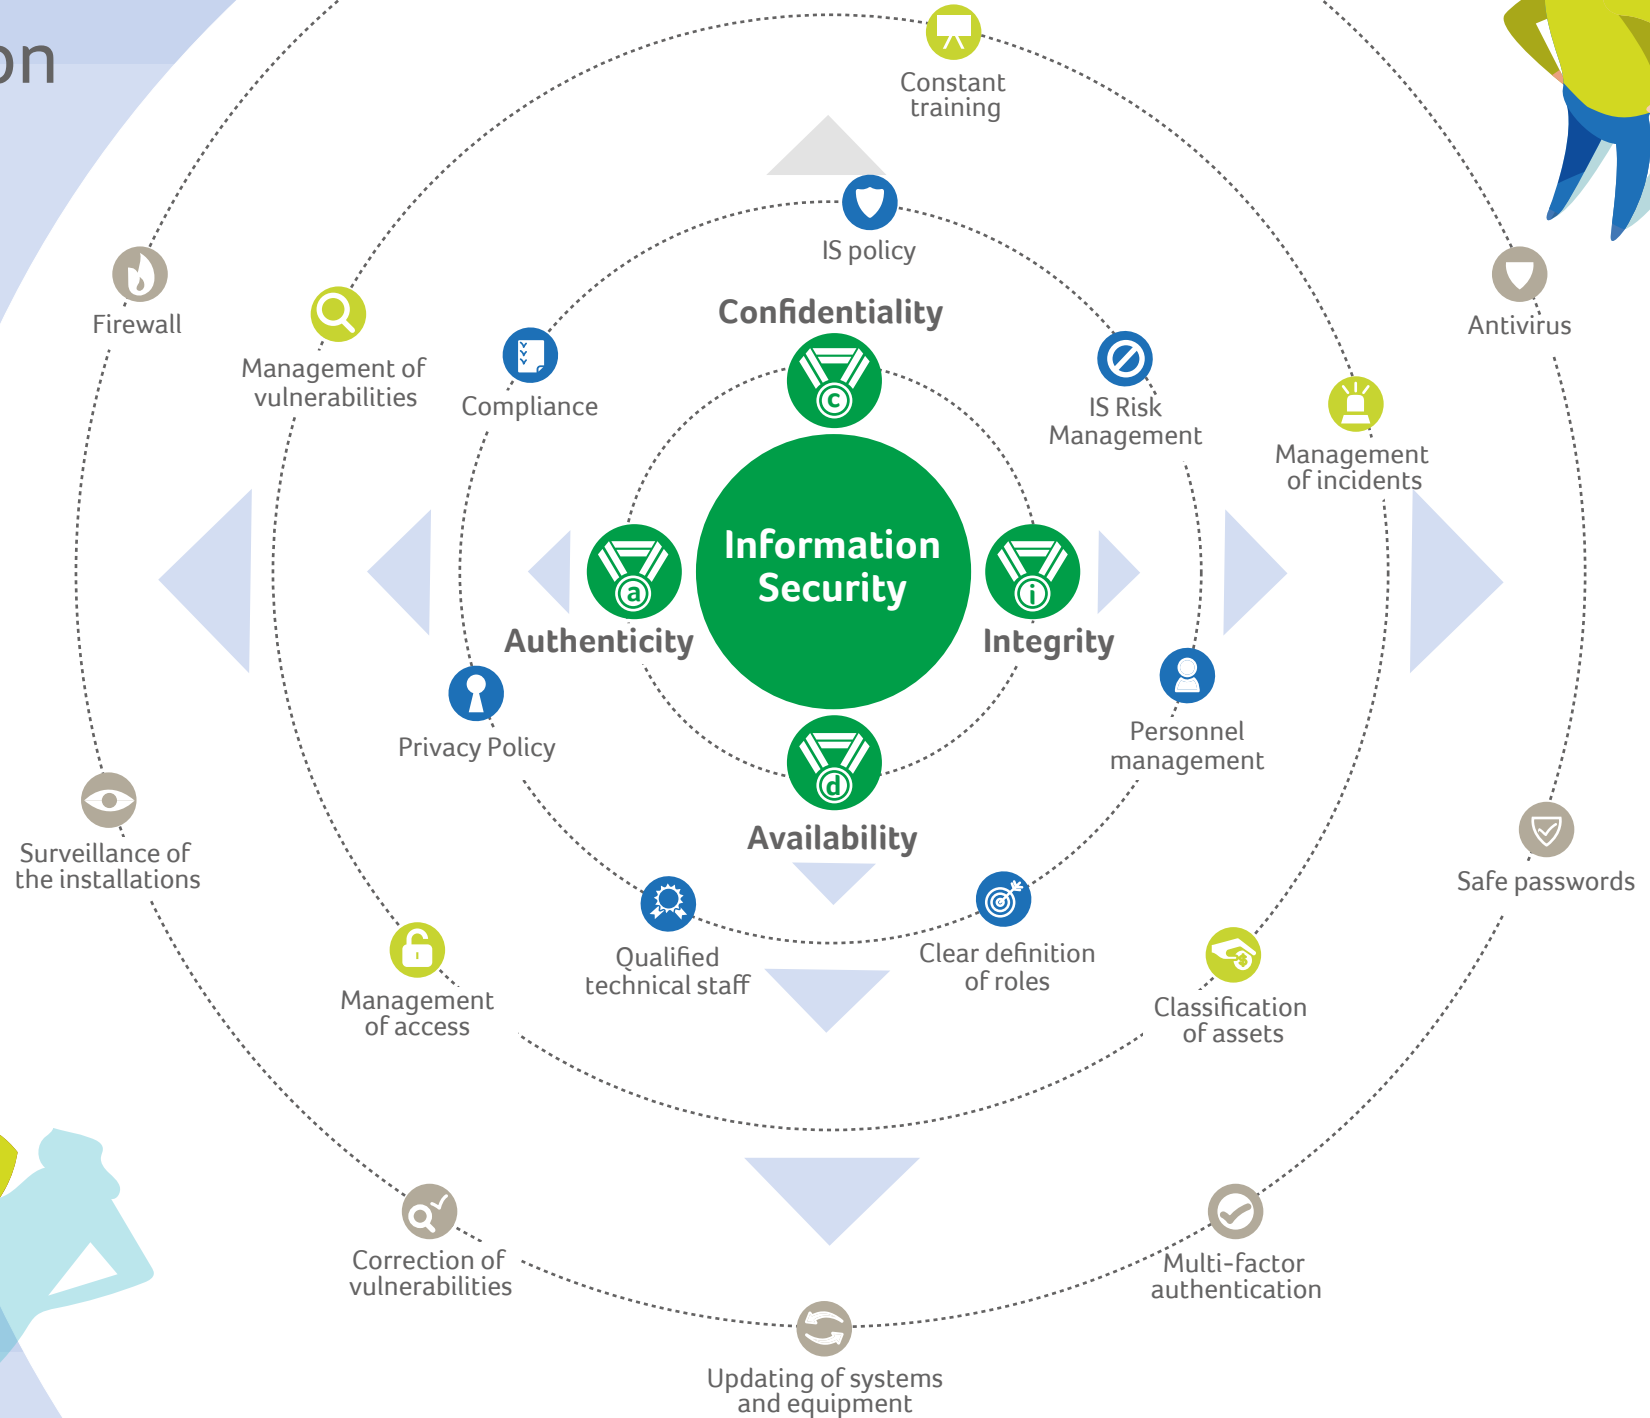 on
Constant
training
IS policy
Firewall
Antivirus
Confidentiality
c
Management of
vulnerabilities
Compliance
IS Risk
Management
Management
of incidents
Information
Security
a
Authenticity
i
Integrity
Privacy Policy
Personnel
management
d
Availability
Surveillance of
the installations
Safe passwords
Qualified
technical staff
Clear definition
of roles
Management
of access
Classification
of assets
Correction of
vulnerabilities
Multi-factor
authentication
Updating of systems
and equipment